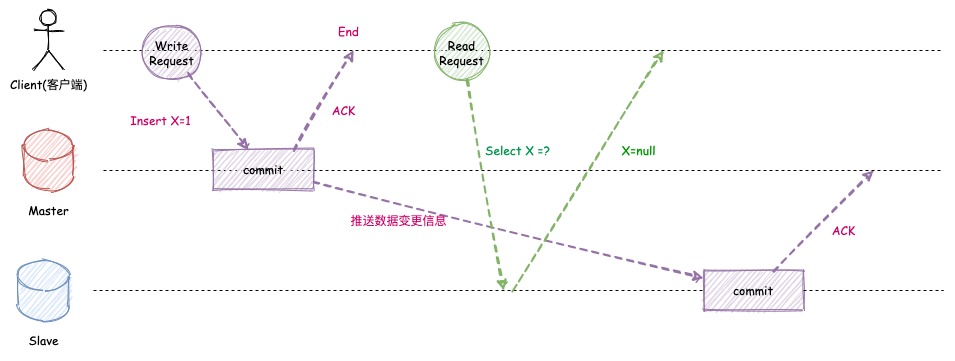 End
Write
Request
Read
Request
Client(客户端)
ACK
Insert X=1
Select X =?
X=null
commit
Master
推送数据变更信息
ACK
commit
Slave